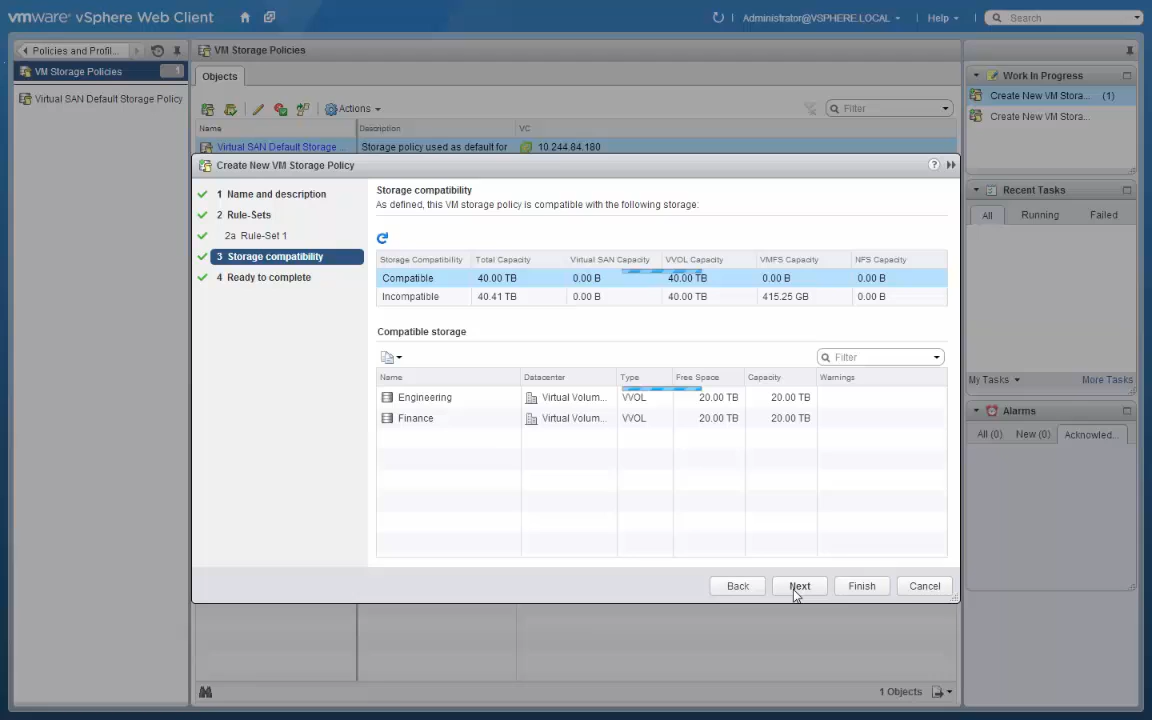 vmware® vSphere Web Client
Administrator@VSPHERE.LOCAL
Help
Search
Policies and Profil...
VM Storage Policies 1
Virtual SAN Default Storage Policy
VM Storage Policies
Objects
Actions
Filter
Name Description VC
Virtual SAN Default Storage ... Storage policy used as default for 10.244.84.180
Create New VM Storage Policy
?
1 Name and description
2 Rule-Sets
2a Rule-Set 1
3 Storage compatibility
4 Ready to complete
Storage compatibility
As defined, this VM storage policy is compatible with the following storage:
Storage Compatibility Total Capacity Virtual SAN Capacity VVOL Capacity VMFS Capacity NFS Capacity
Compatible 40.00 TB 0.00 B 40.00 TB 0.00 B 0.00 B
Incompatible 40.41 TB 0.00 B 40.00 TB 415.25 GB 0.00 B
Compatible storage
Filter
Name Datacenter Type Free Space Capacity Warnings
Engineering Virtual Volum... VVOL 20.00 TB 20.00 TB
Finance Virtual Volum... VVOL 20.00 TB 20.00 TB
Back Next Finish Cancel
1 Objects
Work In Progress
Create New VM Stora... (1)
Create New VM Stora...
Recent Tasks
All Running Failed
My Tasks More Tasks
Alarms
All (0) New (0) Acknowled...